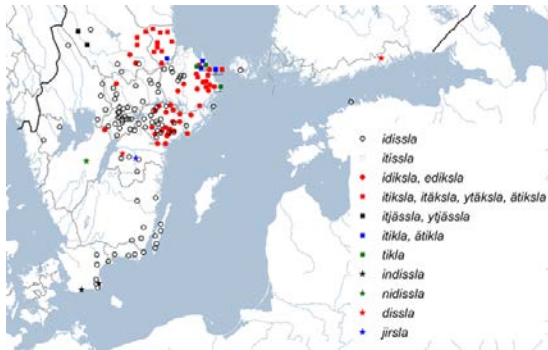 idissla
itissla
idiksla, ediksla
itiksla, itäksla, ytäksla, ätiksla
itjässla, ytjässla
itikla, ätikla
tikla
indissla
nidissla
dissla
jirsla